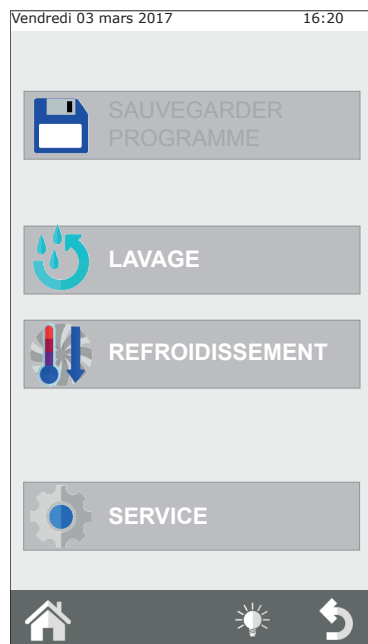 Vendredi 03 mars 2017 16:20
SAUVEGARDER
PROGRAMME
LAVAGE
REFROIDISSEMENT
SERVICE